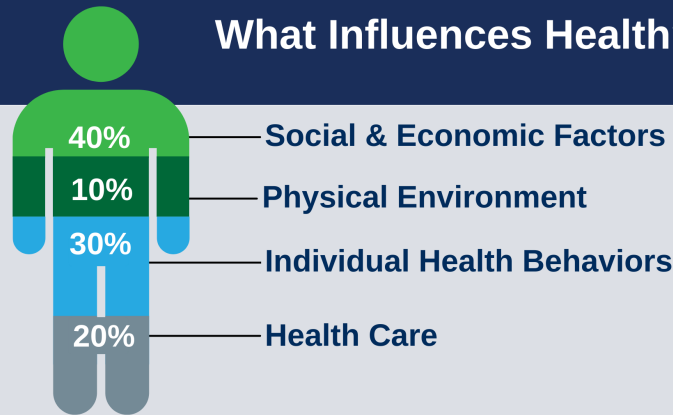 What Influences Health
40% Social & Economic Factors
10% Physical Environment
30% Individual Health Behaviors
20% Health Care